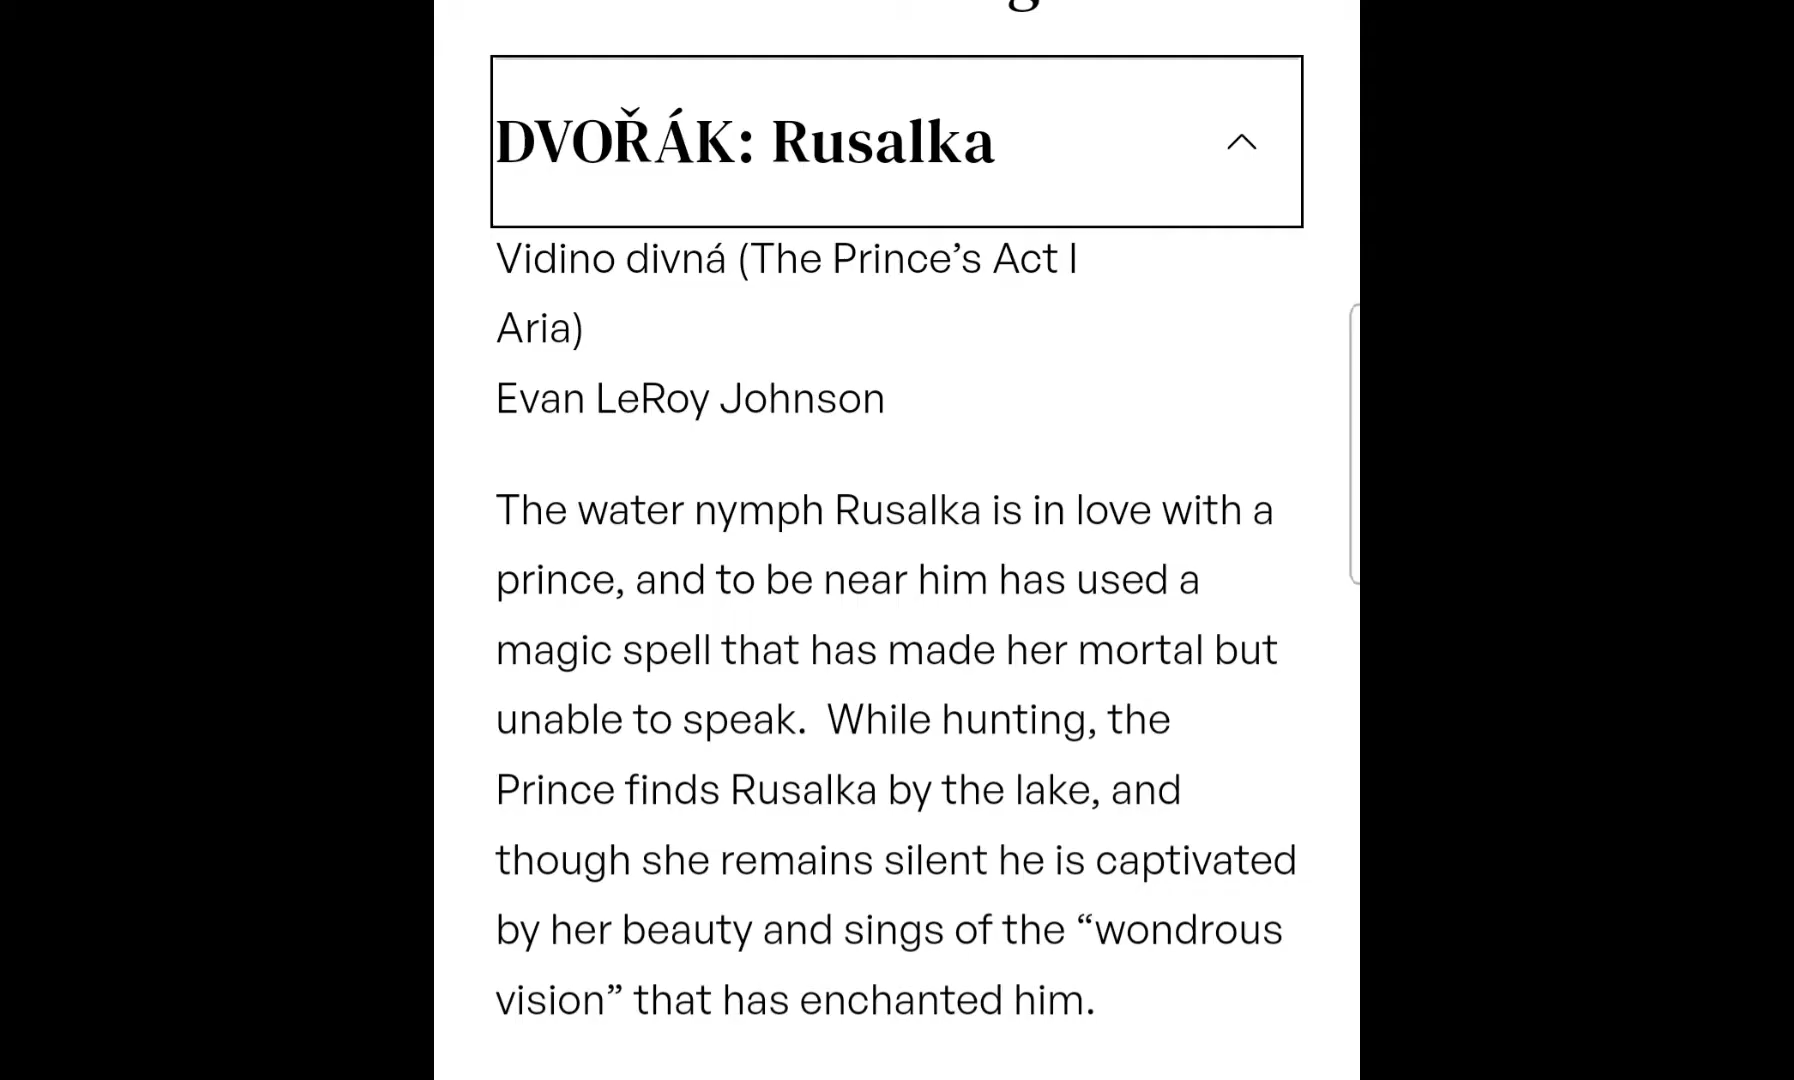 DVOŘÁK: Rusalka
Vidino divná (The Prince’s Act I
Aria)
Evan LeRoy Johnson
The water nymph Rusalka is in love with a
prince, and to be near him has used a
magic spell that has made her mortal but
unable to speak.  While hunting, the
Prince finds Rusalka by the lake, and
though she remains silent he is captivated
by her beauty and sings of the “wondrous
vision” that has enchanted him.